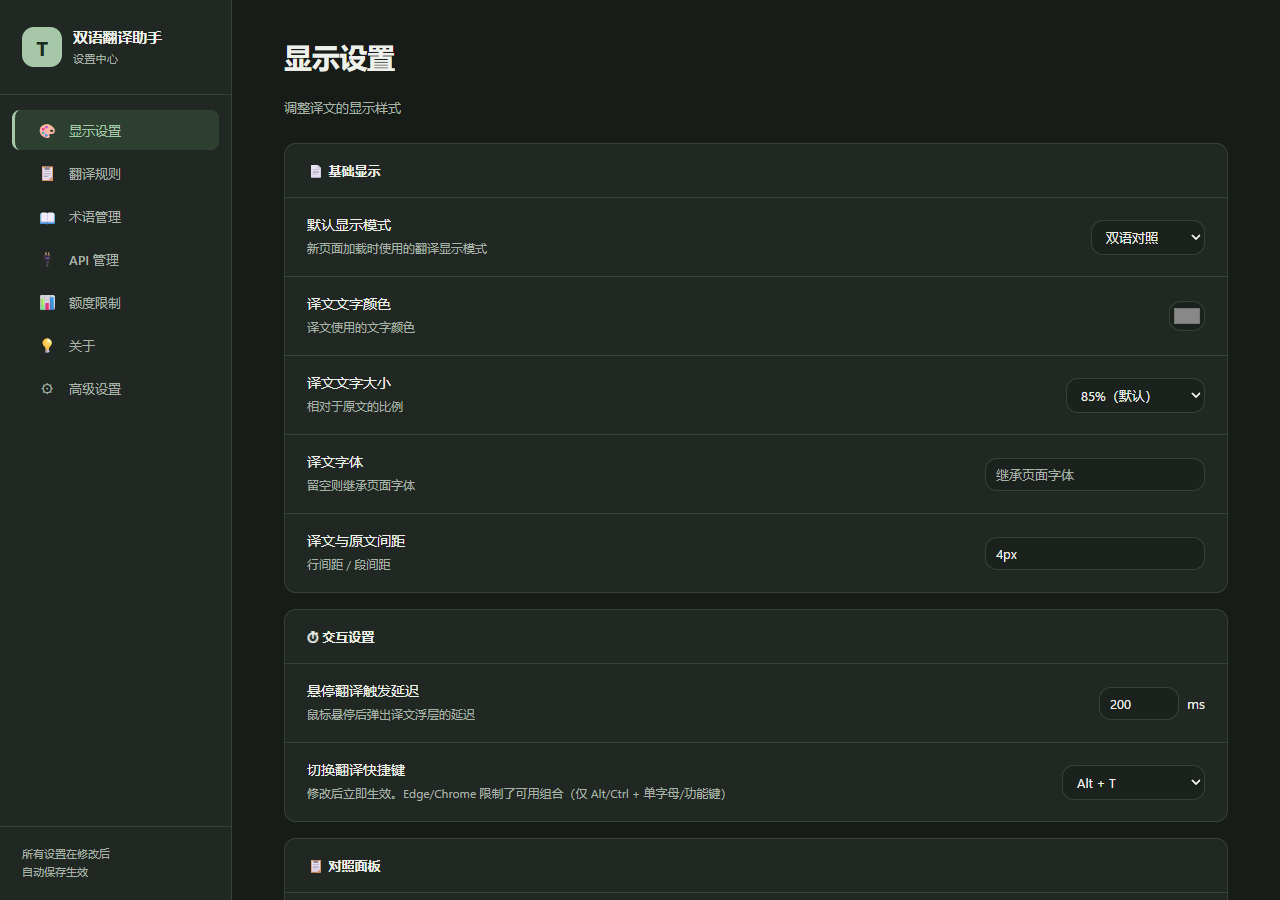 T
双语翻译助手
设置中心
显示设置
翻译规则
术语管理
API 管理
额度限制
关于
高级设置
所有设置在修改后
自动保存生效
显示设置
调整译文的显示样式
基础显示
默认显示模式
新页面加载时使用的翻译显示模式
双语对照
译文文字颜色
译文使用的文字颜色
译文文字大小
相对于原文的比例
85%（默认）
译文字体
留空则继承页面字体
继承页面字体
译文与原文间距
行间距 / 段间距
4px
交互设置
悬停翻译触发延迟
鼠标悬停后弹出译文浮层的延迟
200 ms
切换翻译快捷键
修改后立即生效。Edge/Chrome 限制了可用组合（仅 Alt/Ctrl + 单字母/功能键）
Alt + T
对照面板